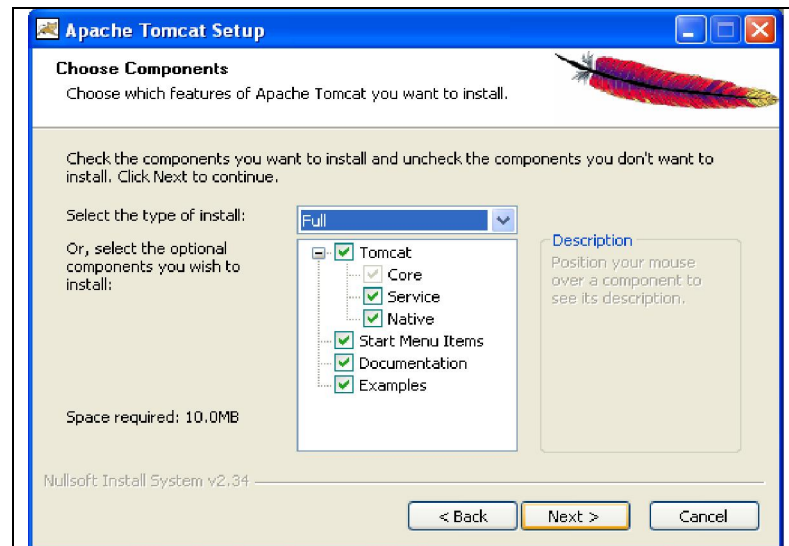 Apache Tomcat Setup
Choose Components
Choose which features of Apache Tomcat you want to install.
Check the components you want to install and uncheck the components you don't want to
install. Click Next to continue.
Select the type of install:
Full
Or, select the optional
components you wish to
install:
Tomcat
Core
Service
Native
Start Menu Items
Documentation
Examples
Description
Position your mouse
over a component to
see its description.
Space required: 10.0MB
Nullsoft Install System v2.34
< Back
Next >
Cancel